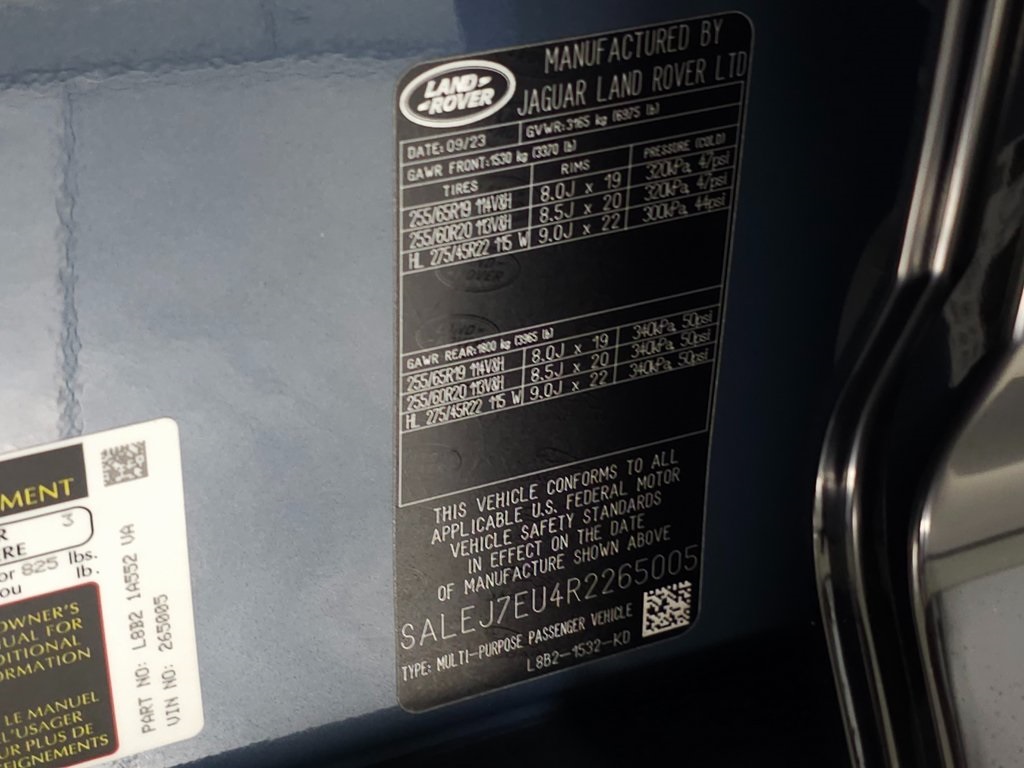 LAND-
-ROVER
MANUFACTURED BY
JAGUAR LAND ROVER LTD
DATE: 09/23 GVWR:3165 kg (6975 lb)
GAWR FRONT:1530 kg (3370 lb)
TIRES RIMS PRESSURE (COLD)
255/65R19 114V&H 8.0J x 19 320kPa, 47psi
255/60R20 113V&H 8.5J x 20 320kPa, 47psi
HL 275/45R22 115 W 9.0J x 22 300kPa, 44psi
GAWR REAR:1800 kg (3965 lb)
255/65R19 114V&H 8.0J x 19 340kPa, 50psi
255/60R20 113V&H 8.5J x 20 340kPa, 50psi
HL 275/45R22 115 W 9.0J x 22 340kPa, 50psi
THIS VEHICLE CONFORMS TO ALL
APPLICABLE U.S. FEDERAL MOTOR
VEHICLE SAFETY STANDARDS
IN EFFECT ON THE DATE
OF MANUFACTURE SHOWN ABOVE
SALEJ7EU4R2265005
TYPE: MULTI-PURPOSE PASSENGER VEHICLE
L8B2-1532-KD
MENT
R 3
ERE
or 825 lbs.
ou lb.
OWNER'S
UAL FOR
DITIONAL
ORMATION
LE MANUEL
L'USAGER
UR PLUS DE
EIGNEMENTS
PART NO: L8B2 1A552 VA
VIN NO: 265005